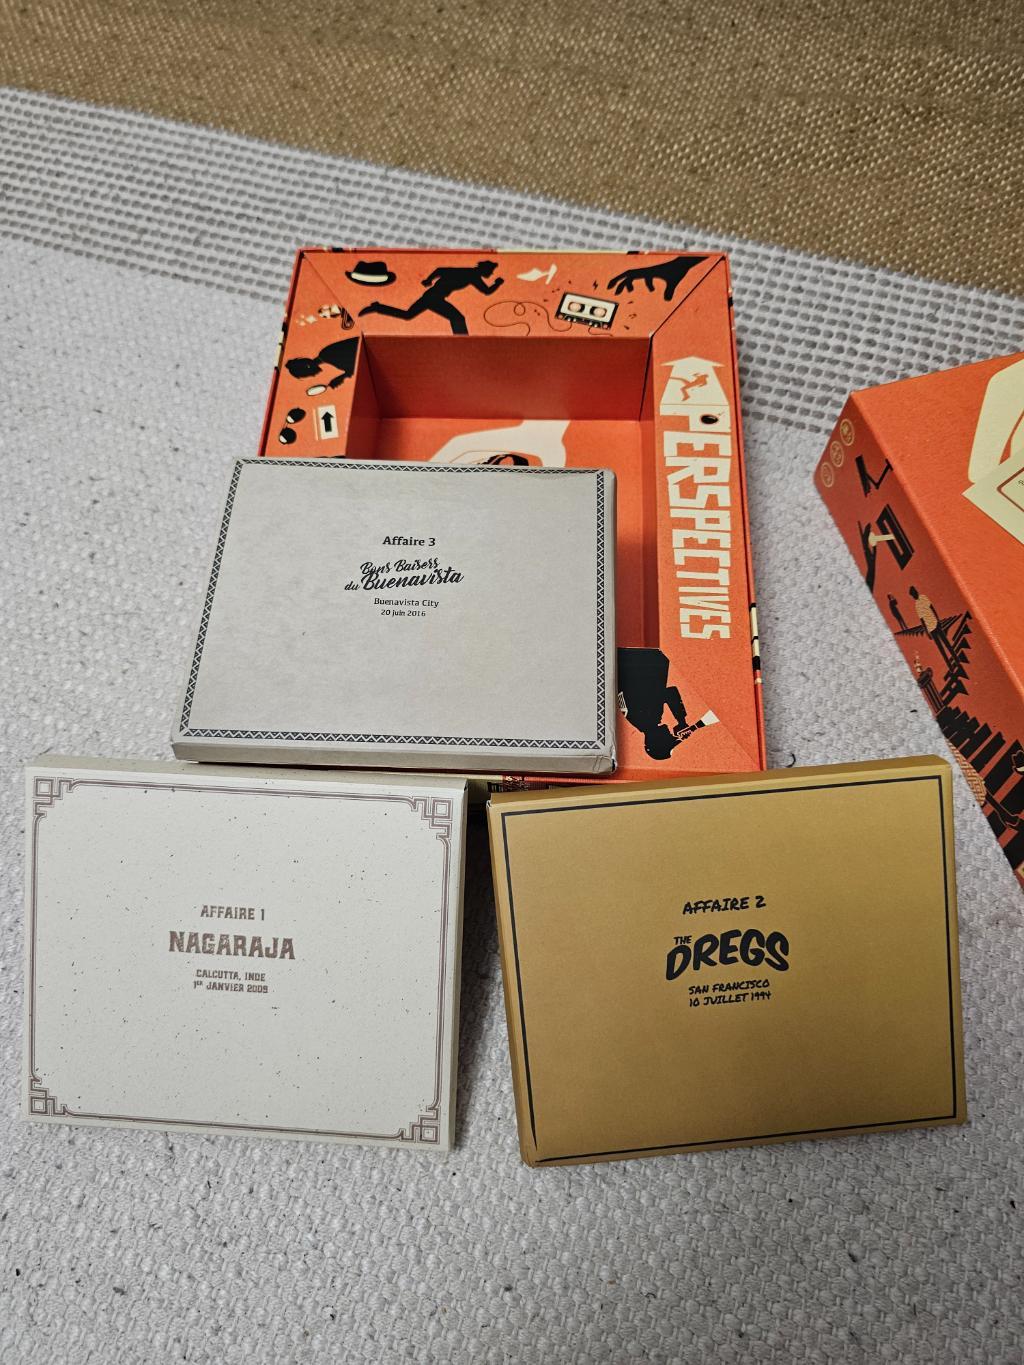 PERSPECTIVES
Affaire 3
Bons Baisers
du Buenavista
Buenavista City
20 juin 2016
AFFAIRE 1
NAGARAJA
CALCUTTA, INDE
1ER JANVIER 2009
AFFAIRE 2
THE
DREGS
SAN FRANCISCO
10 JUILLET 1994